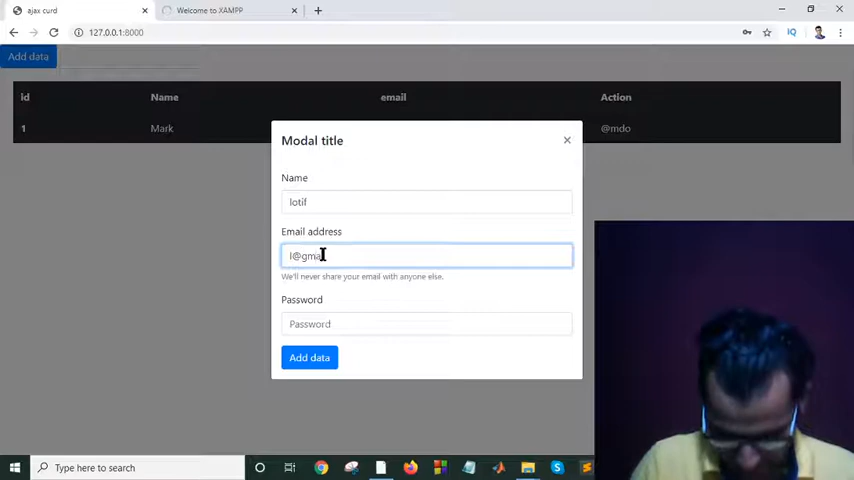 ajax curd
Welcome to XAMPP
127.0.0.1:8000
Add data
id Name email Action
1 Mark @mdo
Modal title
Name
lotif
Email address
l@gma
We'll never share your email with anyone else.
Password
Password
Add data
Type here to search